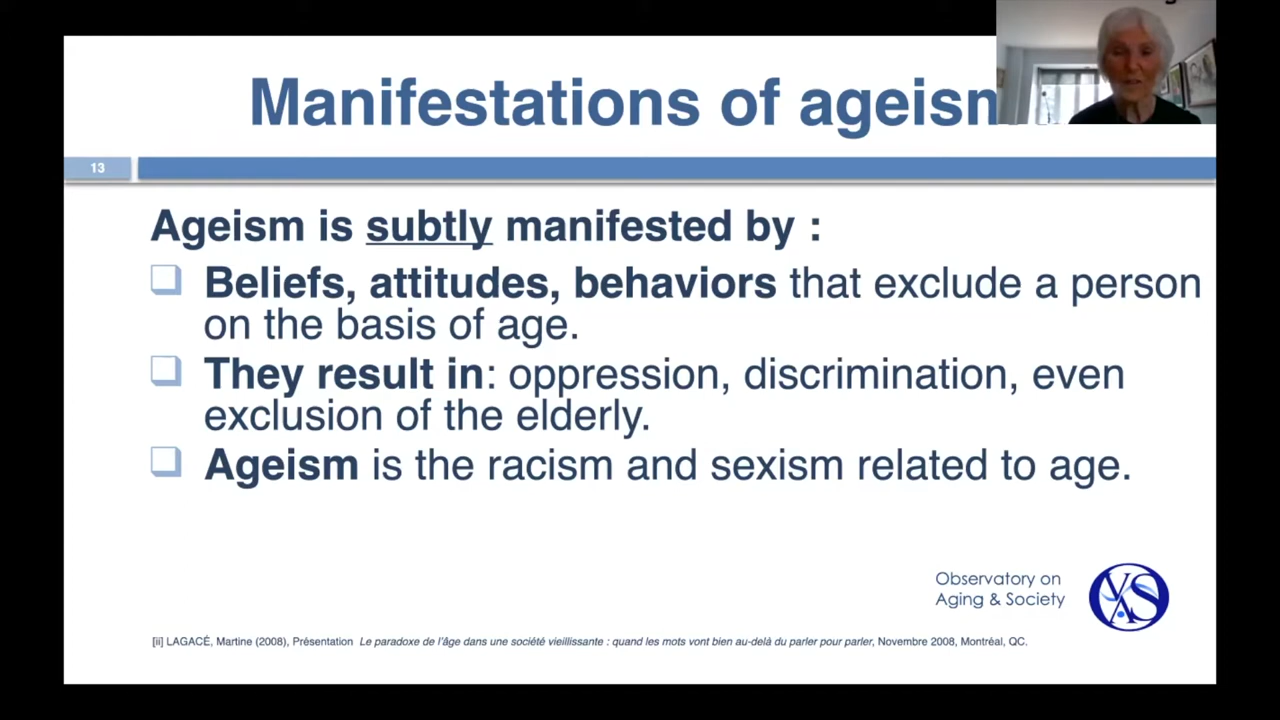 Manifestations of ageism
13
Ageism is subtly manifested by :
Beliefs, attitudes, behaviors that exclude a person
on the basis of age.
They result in: oppression, discrimination, even
exclusion of the elderly.
Ageism is the racism and sexism related to age.
Observatory on
Aging & Society
[ii] LAGACÉ, Martine (2008), Présentation Le paradoxe de l'âge dans une société vieillissante : quand les mots vont bien au-delà du parler pour parler, Novembre 2008, Montréal, QC.